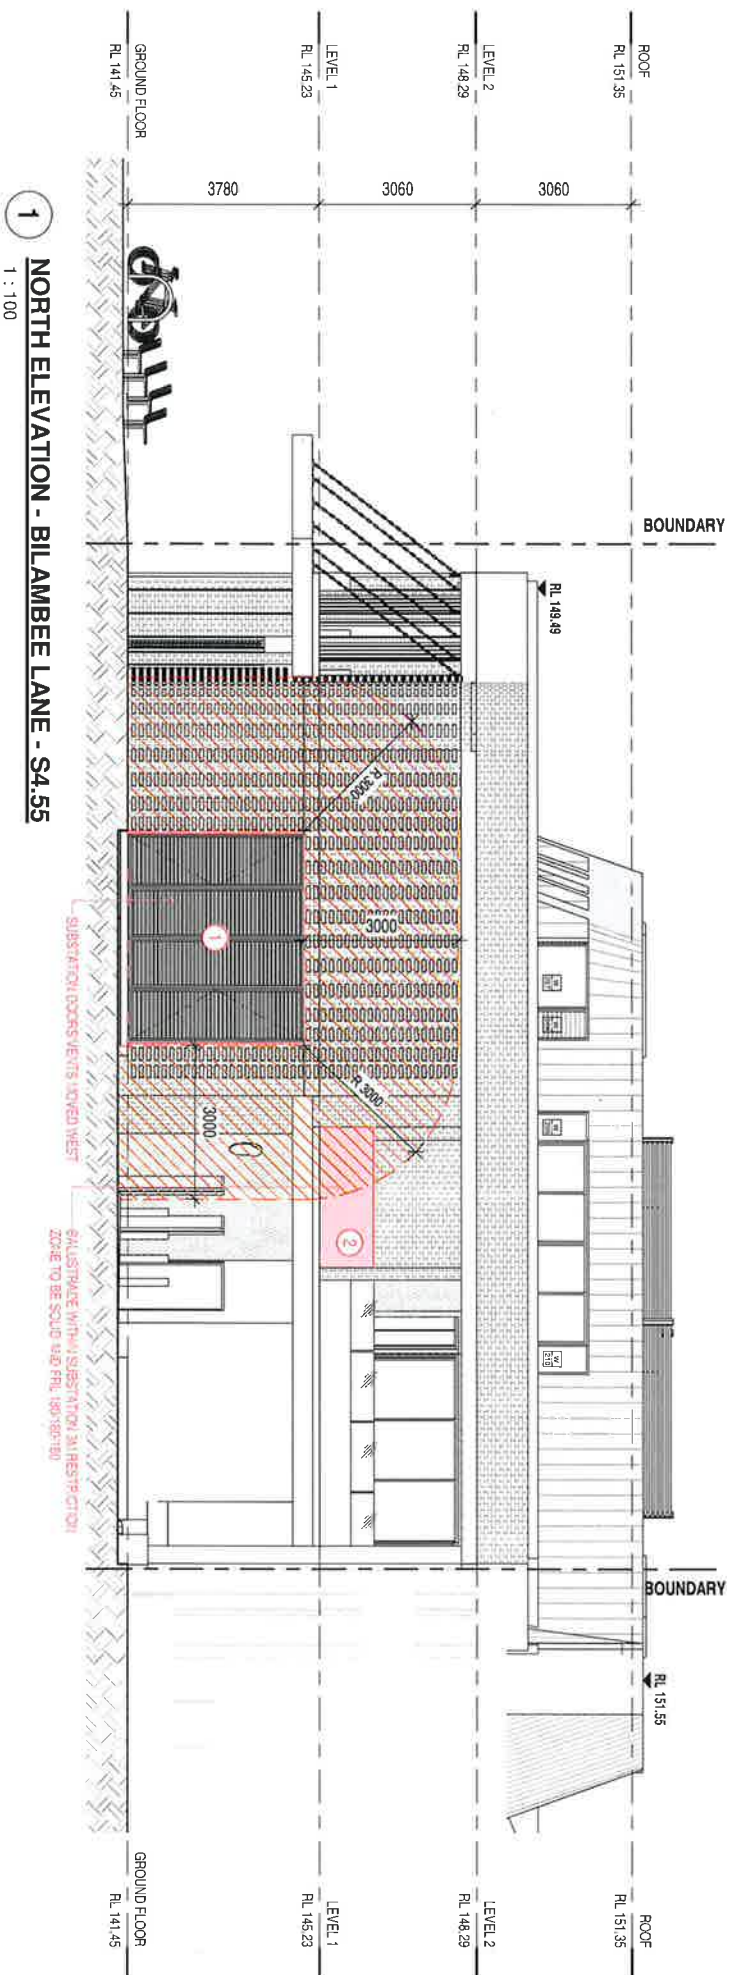 ROOF
RL 151.35
LEVEL 2
RL 148.29
LEVEL 1
RL 145.23
GROUND FLOOR
RL 141.45
3060
3060
3780
BOUNDARY
RL 149.49
R 3000
3000
R 3000
3000
1
2
W
W
W
W
210
BOUNDARY
RL 151.55
ROOF
RL 151.35
LEVEL 2
RL 148.29
LEVEL 1
RL 145.23
GROUND FLOOR
RL 141.45
SUBSTATION DOORS/VENTS MOVED WEST
BALUSTRADE WITHIN SUBSTATION 3M RESTRICTION
ZONE TO BE SOLID AND FRL 180/180/180
1
NORTH ELEVATION - BILAMBEE LANE - S4.55
1 : 100